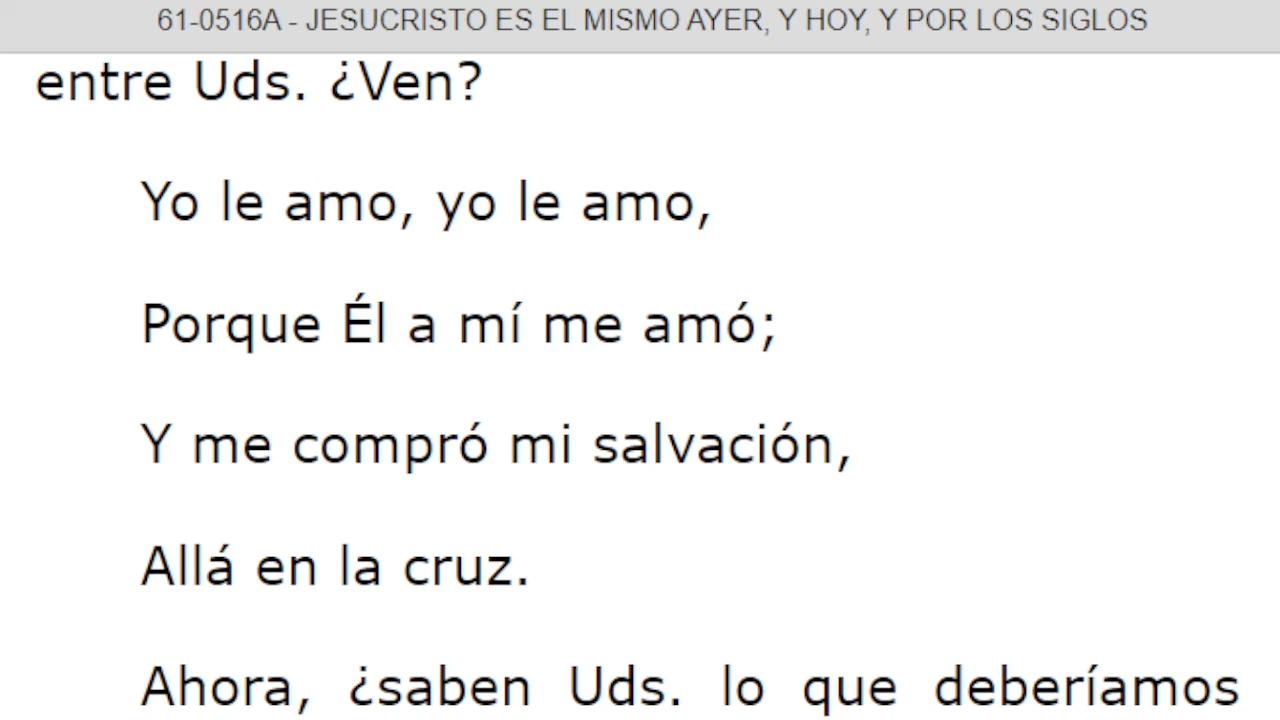 61-0516A - JESUCRISTO ES EL MISMO AYER, Y HOY, Y POR LOS SIGLOS
entre Uds. ¿Ven?
Yo le amo, yo le amo,
Porque Él a mí me amó;
Y me compró mi salvación,
Allá en la cruz.
Ahora, ¿saben Uds. lo que deberíamos